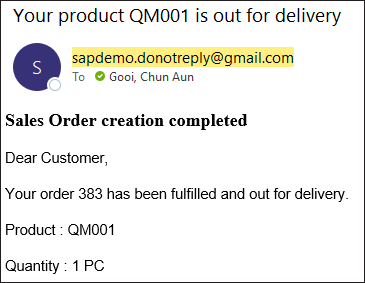 Your product QM001 is out for delivery
S
sapdemo.donotreply@gmail.com
To Gooi, Chun Aun
Sales Order creation completed
Dear Customer,
Your order 383 has been fulfilled and out for delivery.
Product : QM001
Quantity : 1 PC